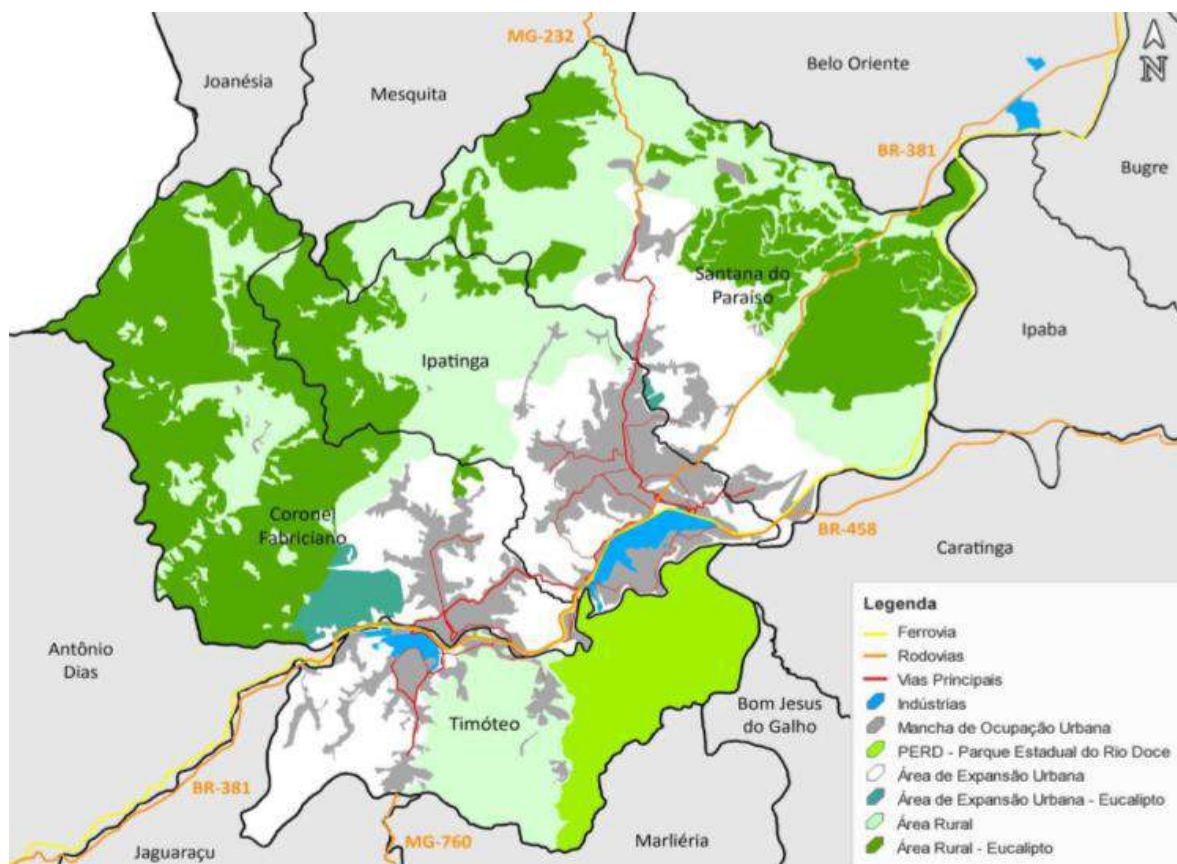 MG-232
Joanésia
Mesquita
Belo Oriente
N
BR-381
Bugre
Santana do
Paraíso
Ipaba
Ipatinga
Coronel
Fabriciano
BR-458
Caratinga
Antônio
Dias
Timóteo
Bom Jesus
do Galho
BR-381
Jaguaraçu
MG-760
Marliéria
Legenda
Ferrovia
Rodovias
Vias Principais
Indústrias
Mancha de Ocupação Urbana
PERD - Parque Estadual do Rio Doce
Área de Expansão Urbana
Área de Expansão Urbana - Eucalipto
Área Rural
Área Rural - Eucalipto